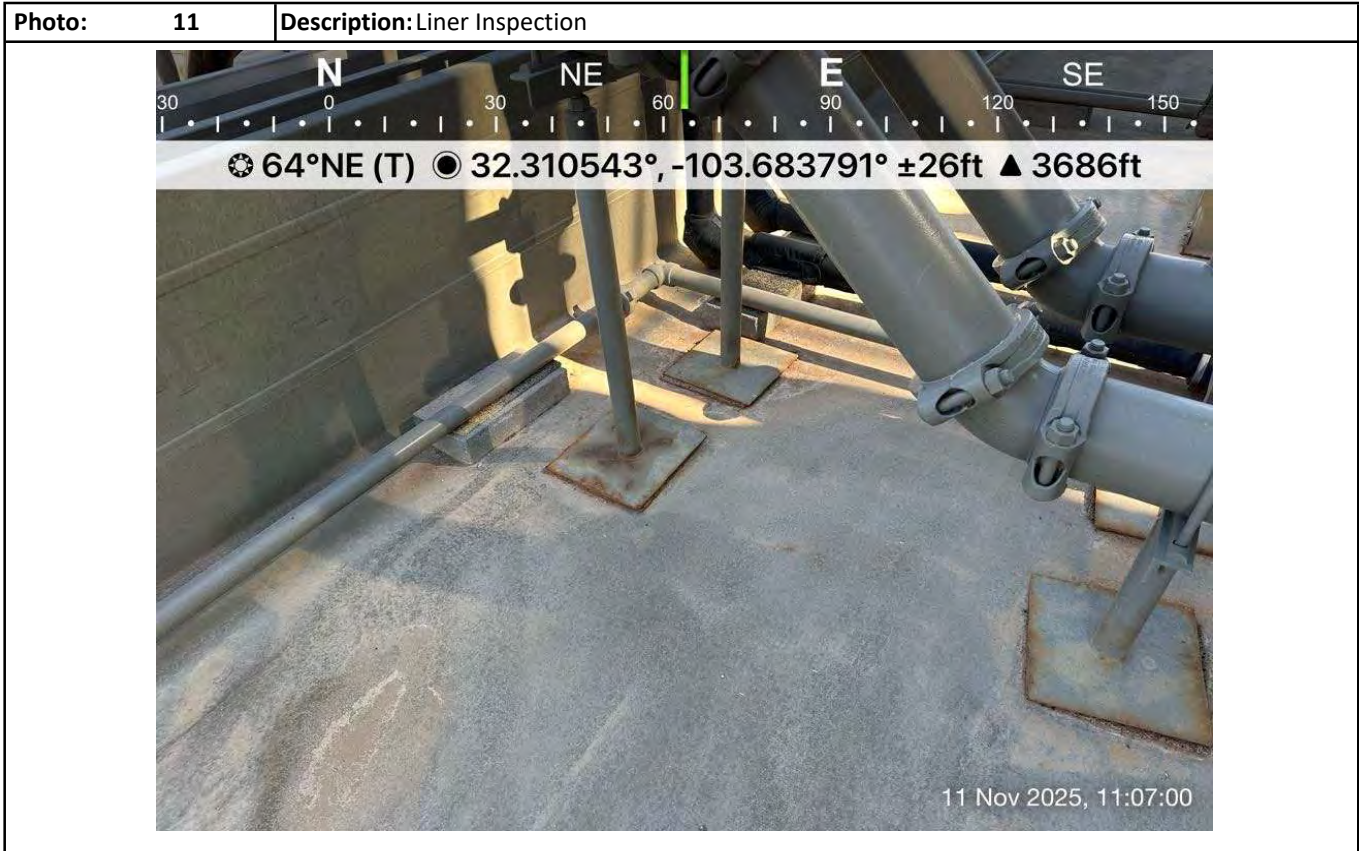 Photo: 11 Description: Liner Inspection
N NE E SE
30 0 30 60 90 120 150
64°NE (T) 32.310543°, -103.683791° ±26ft ▲ 3686ft
11 Nov 2025, 11:07:00